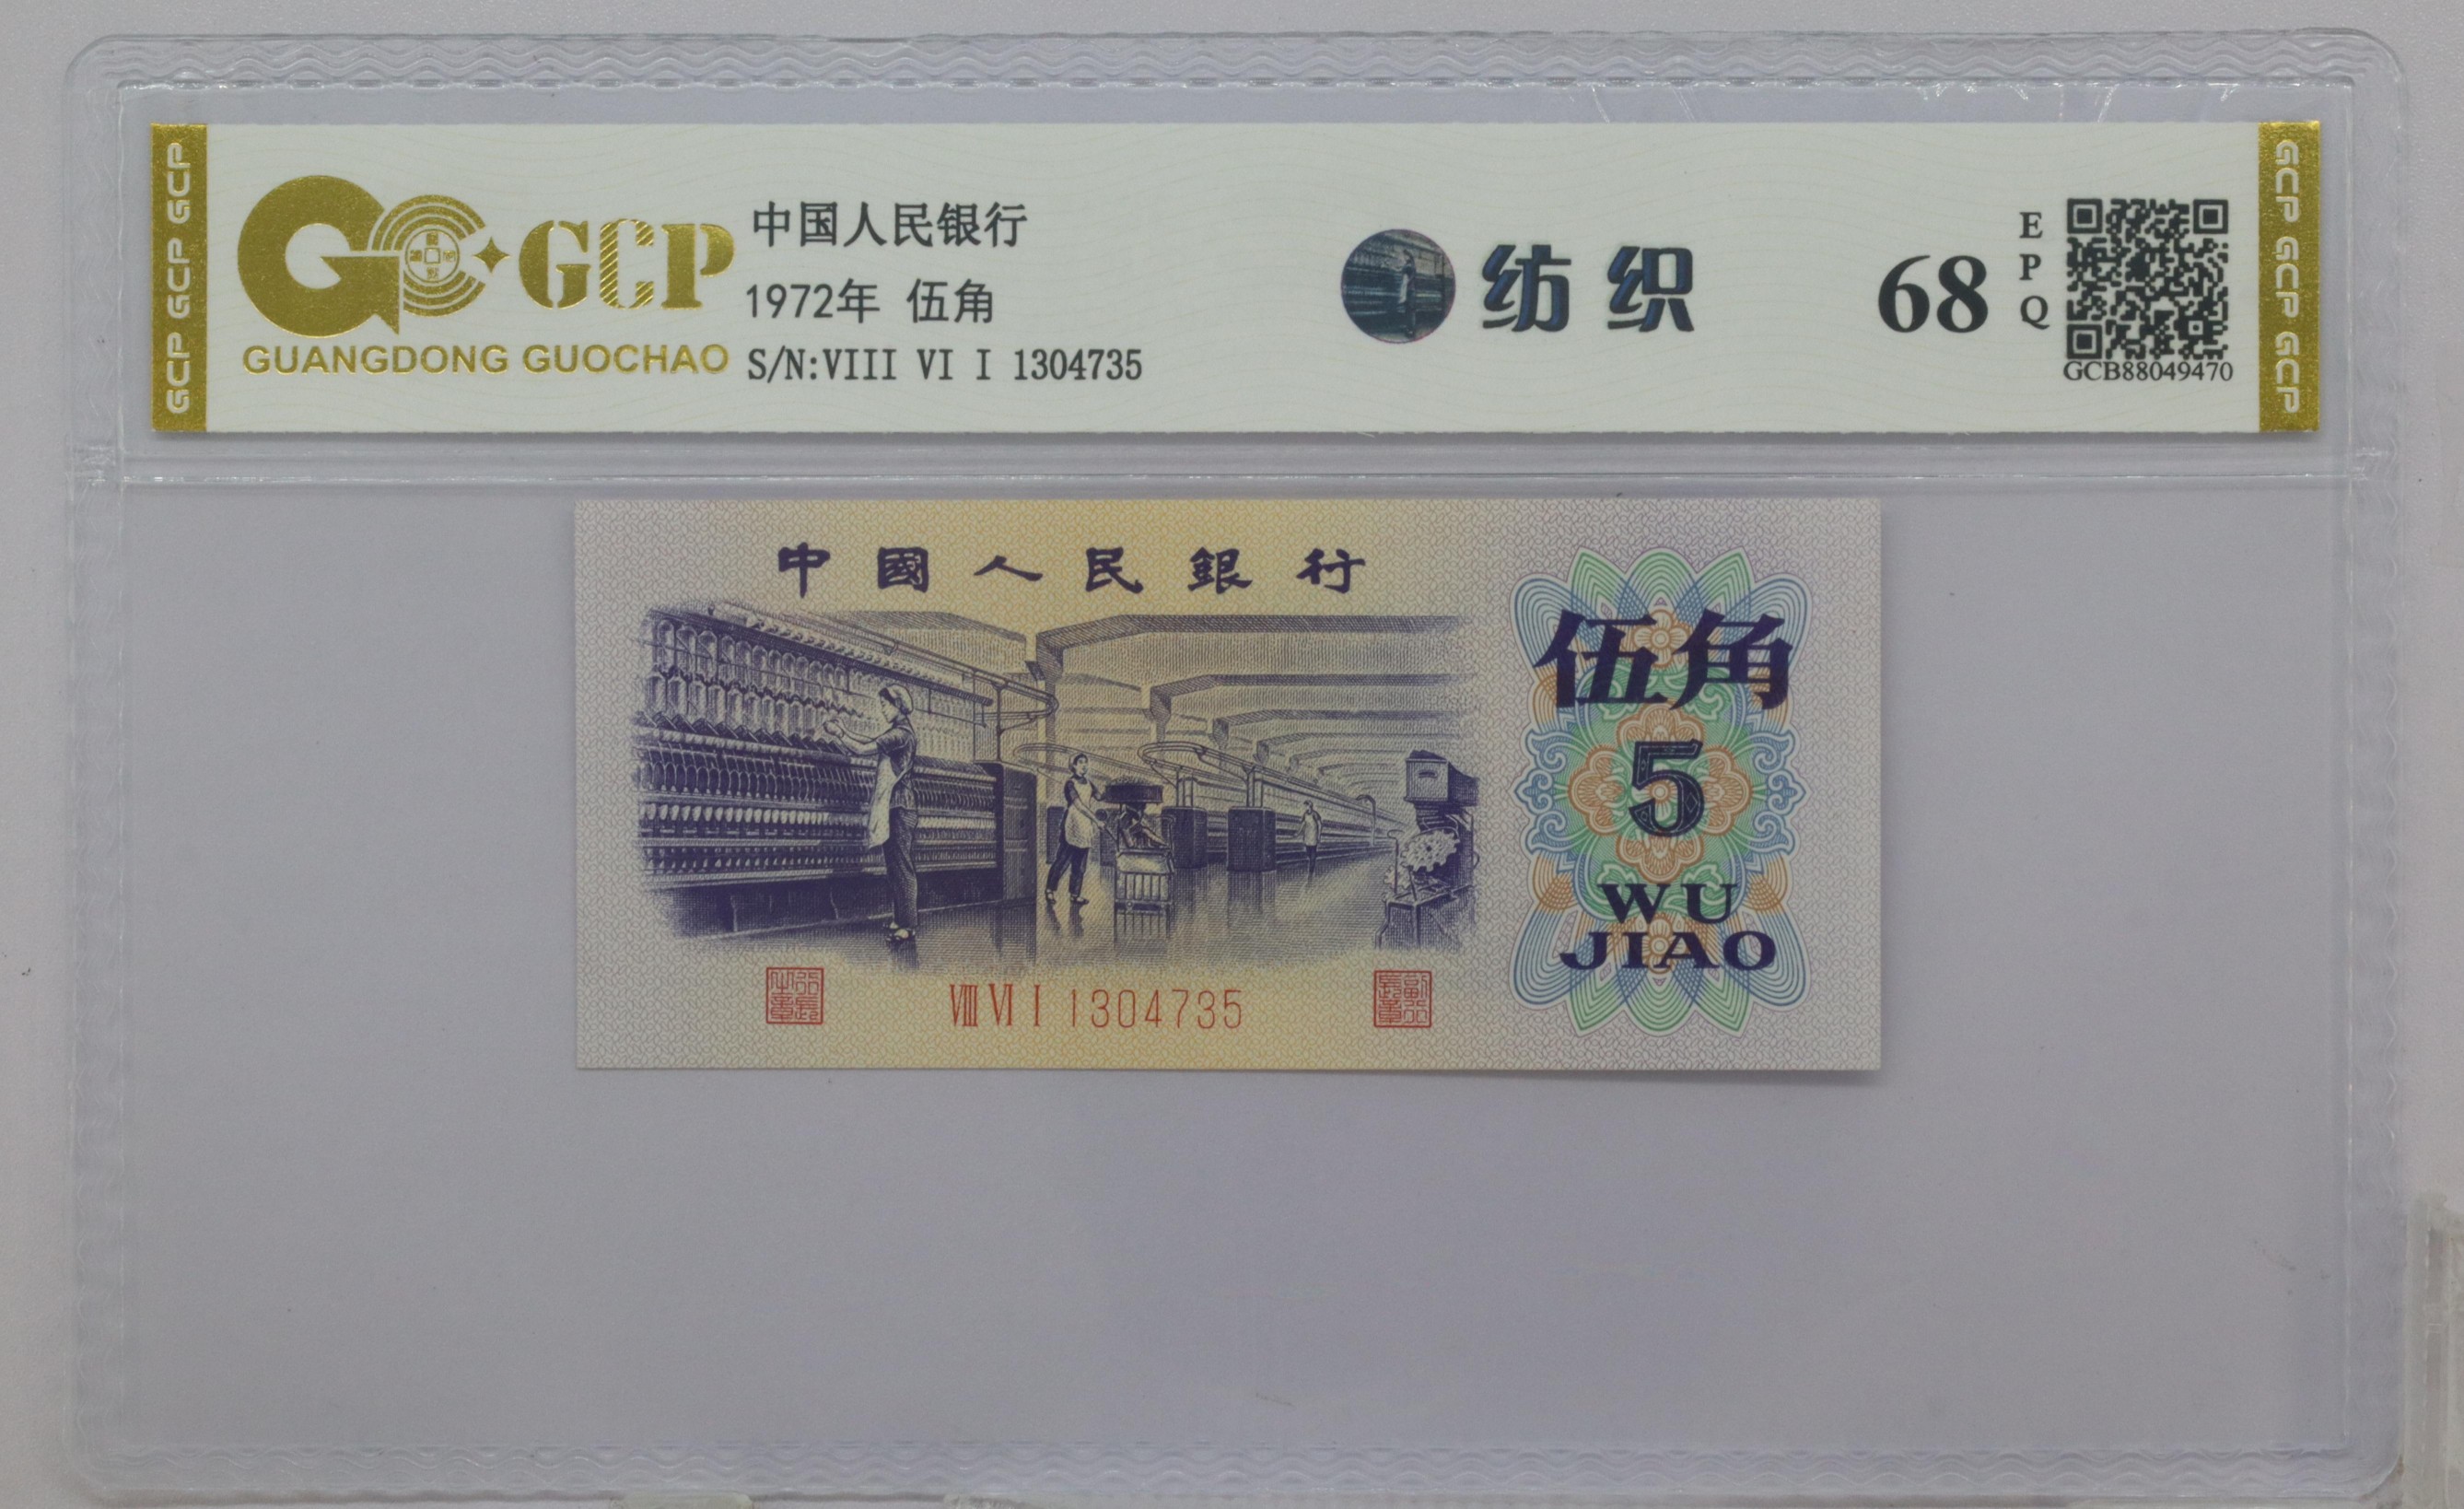 GCP GCP GCP
GCP
GUANGDONG GUOCHAO
中国人民银行
1972年 伍角
S/N:VIII VI I 1304735
纺织
68
EPQ
GCB88049470
GCP GCP GCP
中國人民銀行
伍角
5
WU
JIAO
VIII VI I 1304735